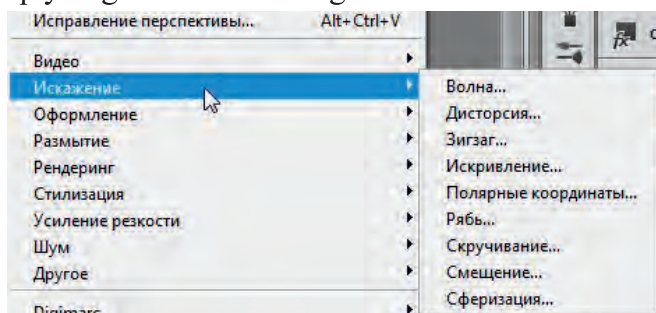 Исправление перспективы... Alt+Ctrl+V
Видео
Искажение
Оформление
Размытие
Рендеринг
Стилизация
Усиление резкости
Шум
Другое
Digimarc
Волна...
Дисторсия...
Зигзаг...
Искривление...
Полярные координаты...
Рябь...
Скручивание...
Смещение...
Сферизация...
fx